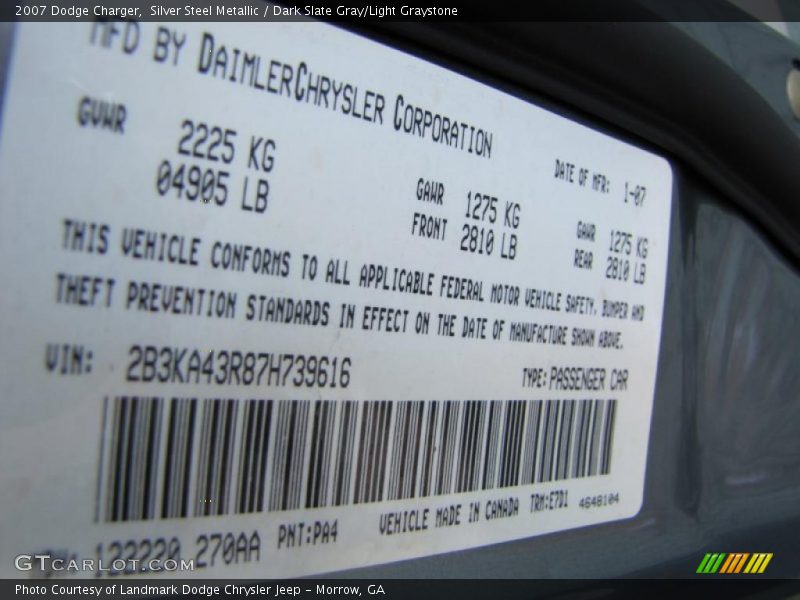 2007 Dodge Charger, Silver Steel Metallic / Dark Slate Gray/Light Graystone
MFD BY DAIMLERCHRYSLER CORPORATION
DATE OF MFR: 1-07
GVWR
2225 KG
04905 LB
GAWR 1275 KG
FRONT 2810 LB
GAWR 1275 KG
REAR 2810 LB
THIS VEHICLE CONFORMS TO ALL APPLICABLE FEDERAL MOTOR VEHICLE SAFETY, BUMPER AND
THEFT PREVENTION STANDARDS IN EFFECT ON THE DATE OF MANUFACTURE SHOWN ABOVE.
VIN: 2B3KA43R87H739616
TYPE: PASSENGER CAR
122220 270AA PNT:PA4 VEHICLE MADE IN CANADA TRM:E7D1 4648104
GTCARLOT.COM
Photo Courtesy of Landmark Dodge Chrysler Jeep - Morrow, GA